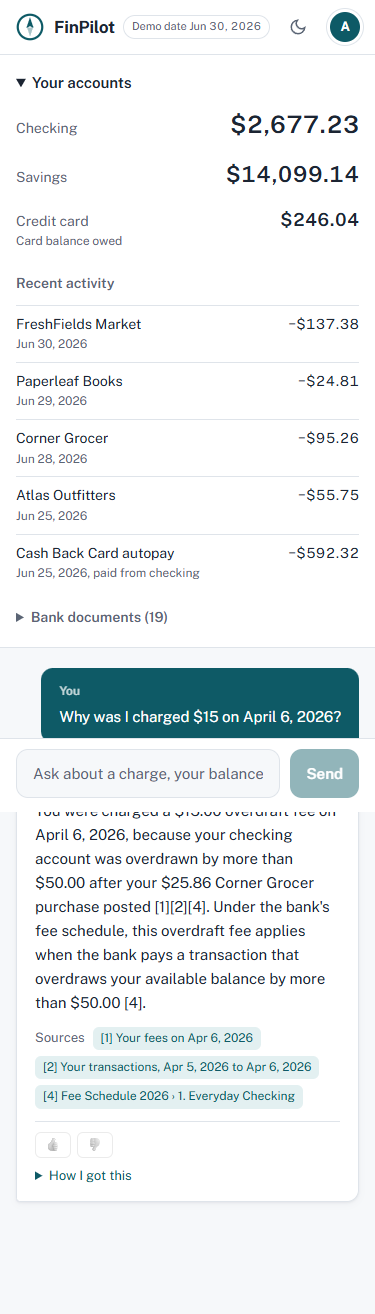 FinPilot
Demo date Jun 30, 2026
A
▼ Your accounts
Checking
$2,677.23
Savings
$14,099.14
Credit card
$246.04
Card balance owed
Recent activity
FreshFields Market
−$137.38
Jun 30, 2026
Paperleaf Books
−$24.81
Jun 29, 2026
Corner Grocer
−$95.26
Jun 28, 2026
Atlas Outfitters
−$55.75
Jun 25, 2026
Cash Back Card autopay
−$592.32
Jun 25, 2026, paid from checking
▶ Bank documents (19)
You
Why was I charged $15 on April 6, 2026?
Ask about a charge, your balance
Send
You were charged a $15.00 overdraft fee on
April 6, 2026, because your checking
account was overdrawn by more than
$50.00 after your $25.86 Corner Grocer
purchase posted [1][2][4]. Under the bank's
fee schedule, this overdraft fee applies
when the bank pays a transaction that
overdraws your available balance by more
than $50.00 [4].
Sources [1] Your fees on Apr 6, 2026
[2] Your transactions, Apr 5, 2026 to Apr 6, 2026
[4] Fee Schedule 2026 › 1. Everyday Checking
▶ How I got this